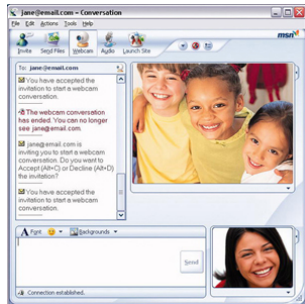 jane@email.com - Conversation
File Edit Actions Tools Help
Invite Send Files Webcam Audio Launch Site
msn
To: jane@email.com
You have accepted the
invitation to start a webcam
conversation.
The webcam conversation
has ended. You can no longer
see jane@email.com
jane@email.com is
inviting you to start a webcam
conversation. Do you want to
Accept (Alt+C) or Decline (Alt+D)
the invitation?
You have accepted the
invitation to start a webcam
conversation.
A Font Backgrounds
Send
Connection established.